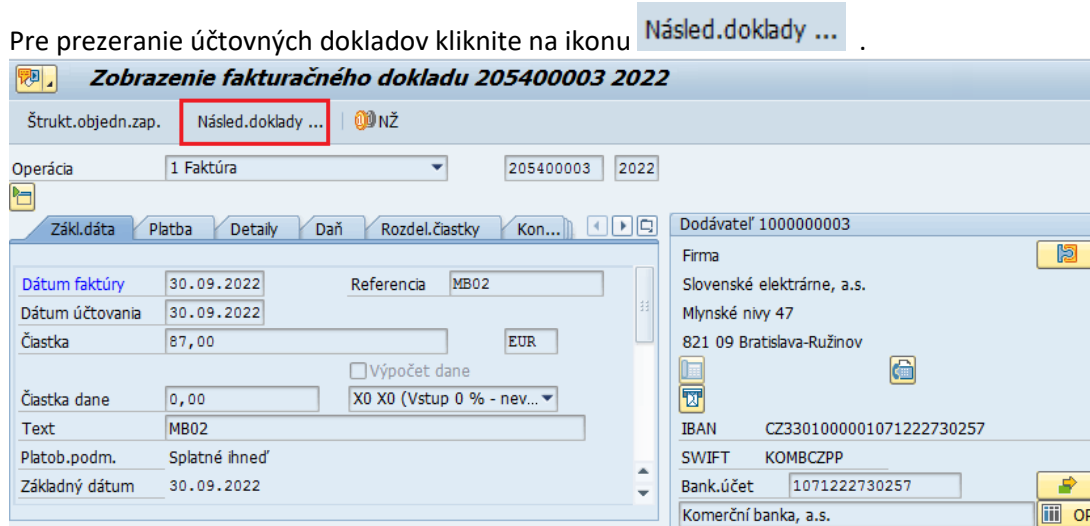 Pre prezeranie účtovných dokladov kliknite na ikonu Násled.doklady ... .
Zobrazenie fakturačného dokladu 205400003 2022
Štrukt.objedn.zap. Násled.doklady ... NŽ
Operácia 1 Faktúra 205400003 2022
Zákl.dáta Platba Detaily Daň Rozdel.čiastky Kon...
Dátum faktúry 30.09.2022 Referencia MB02
Dátum účtovania 30.09.2022
Čiastka 87,00 EUR
Výpočet dane
Čiastka dane 0,00 X0 X0 (Vstup 0 % - nev...
Text MB02
Platob.podm. Splatné ihneď
Základný dátum 30.09.2022
Dodávateľ 1000000003
Firma
Slovenské elektrárne, a.s.
Mlynské nivy 47
821 09 Bratislava-Ružinov
IBAN CZ3301000001071222730257
SWIFT KOMBCZPP
Bank.účet 1071222730257
Komerční banka, a.s.